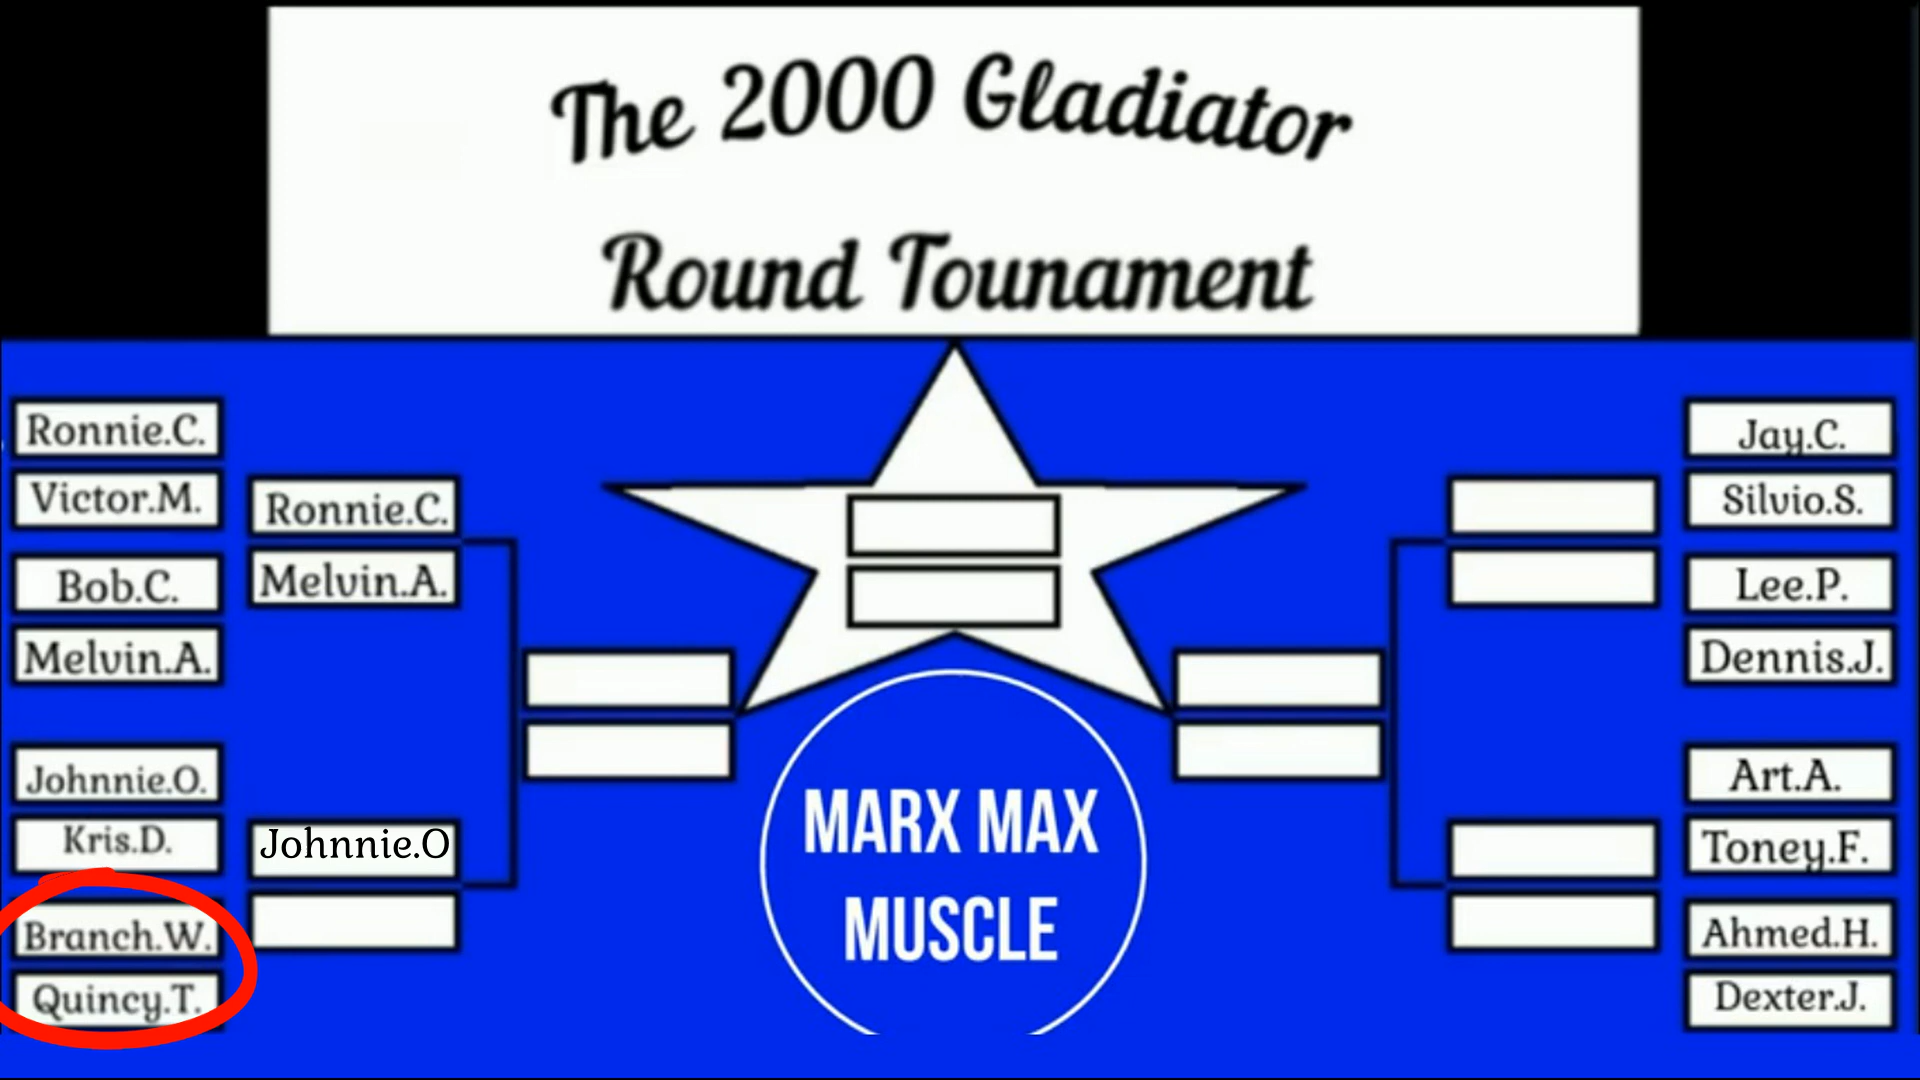 The 2000 Gladiator
Round Tounament
Ronnie.C.
Victor.M.
Bob.C.
Melvin.A.
Johnnie.O.
Kris.D.
Branch.W.
Quincy.T.
Ronnie.C.
Melvin.A.
Johnnie.O
MARX MAX
MUSCLE
Jay.C.
Silvio.S.
Lee.P.
Dennis.J.
Art.A.
Toney.F.
Ahmed.H.
Dexter.J.